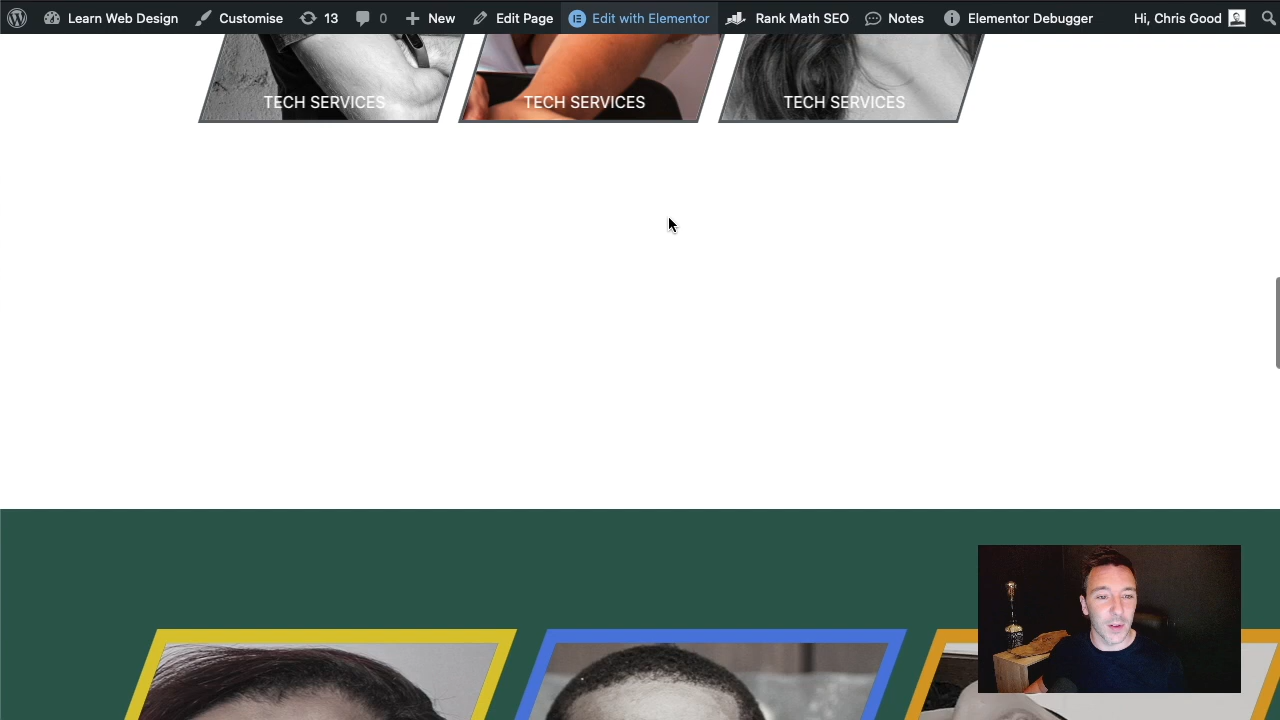 Learn Web Design Customise 13 0 New Edit Page Edit with Elementor Rank Math SEO Notes Elementor Debugger Hi, Chris Good
TECH SERVICES TECH SERVICES TECH SERVICES